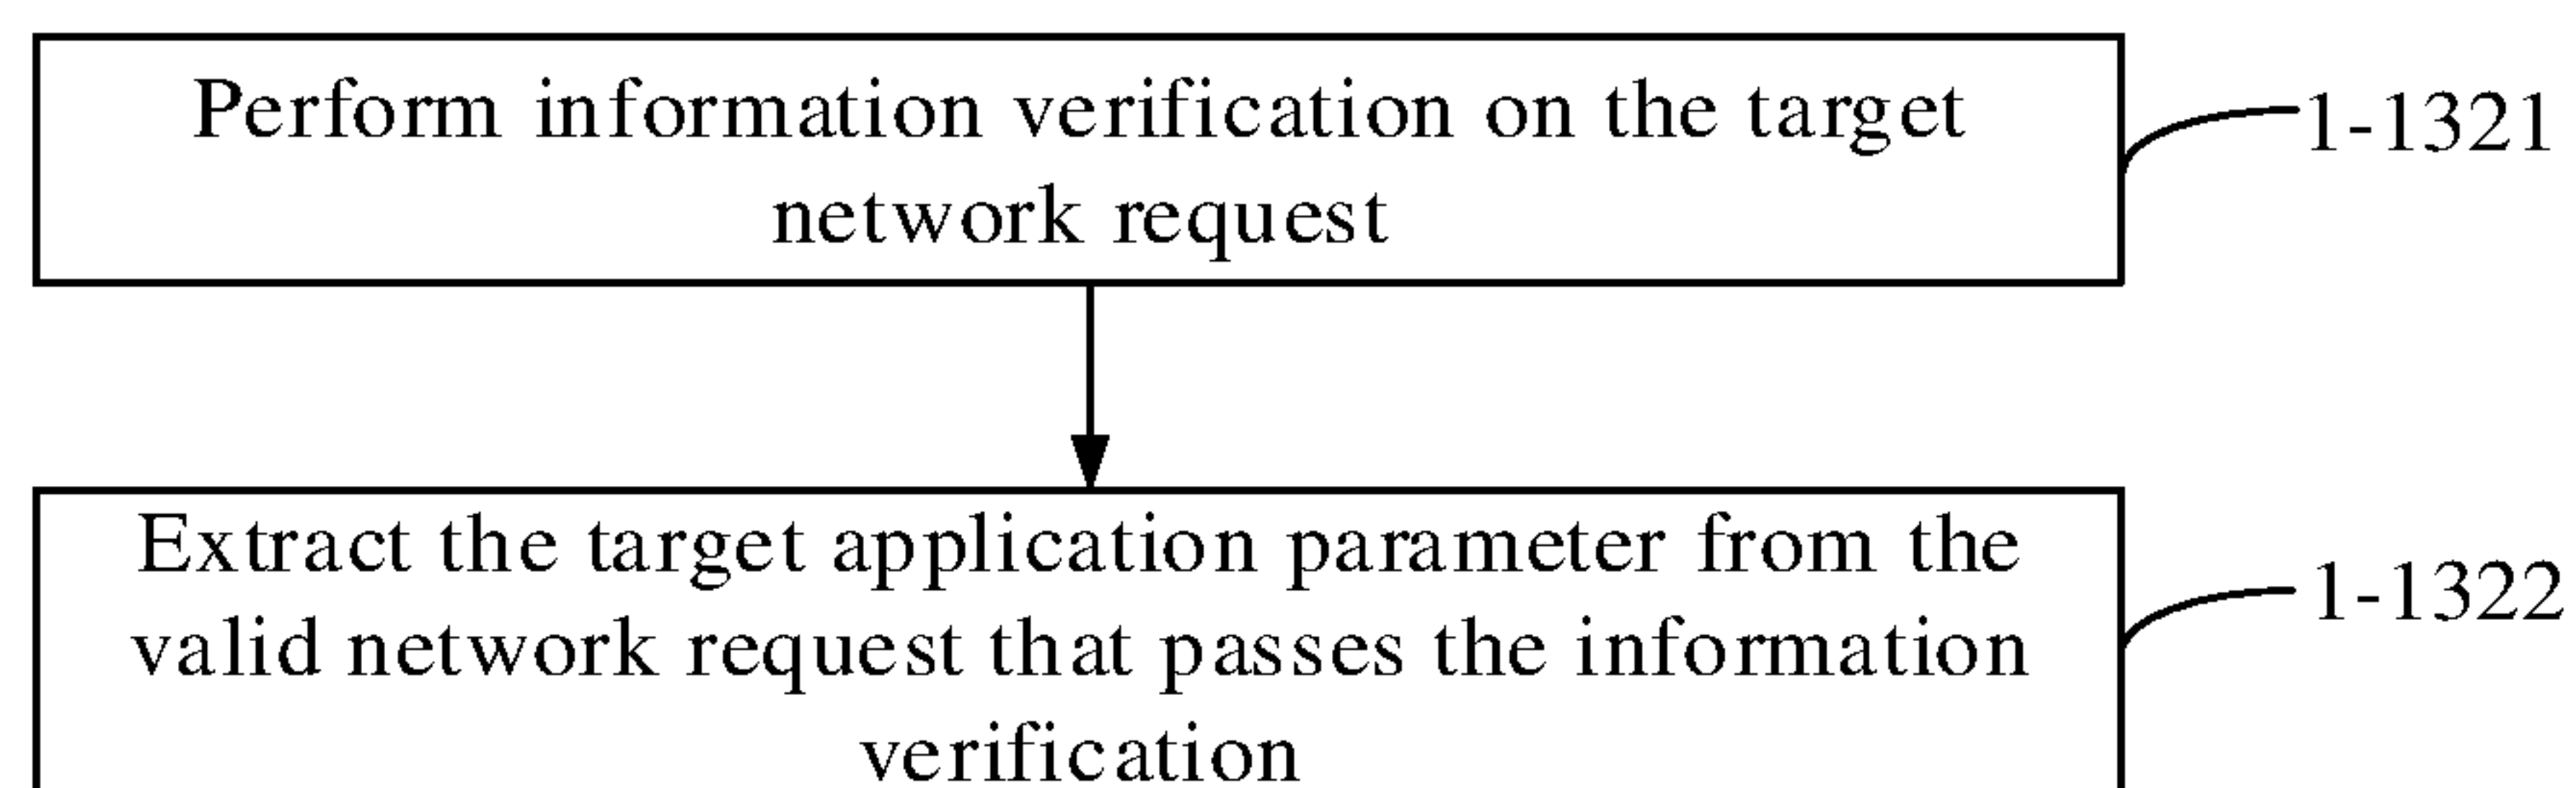 Perform information verification on the target
network request
1-1321
Extract the target application parameter from the
valid network request that passes the information
verification
1-1322